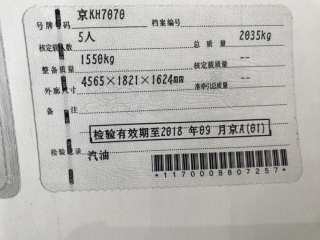 号牌号码 京KH7070 档案编号
核定载人数 5人 总质量 2035kg
整备质量 1550kg 核定载质量 --
外廓尺寸 4565×1821×1624mm 准牵引总质量 --
备注
检验有效期至2018 年09 月京A(01)
检验记录 汽油
*1170008807257*